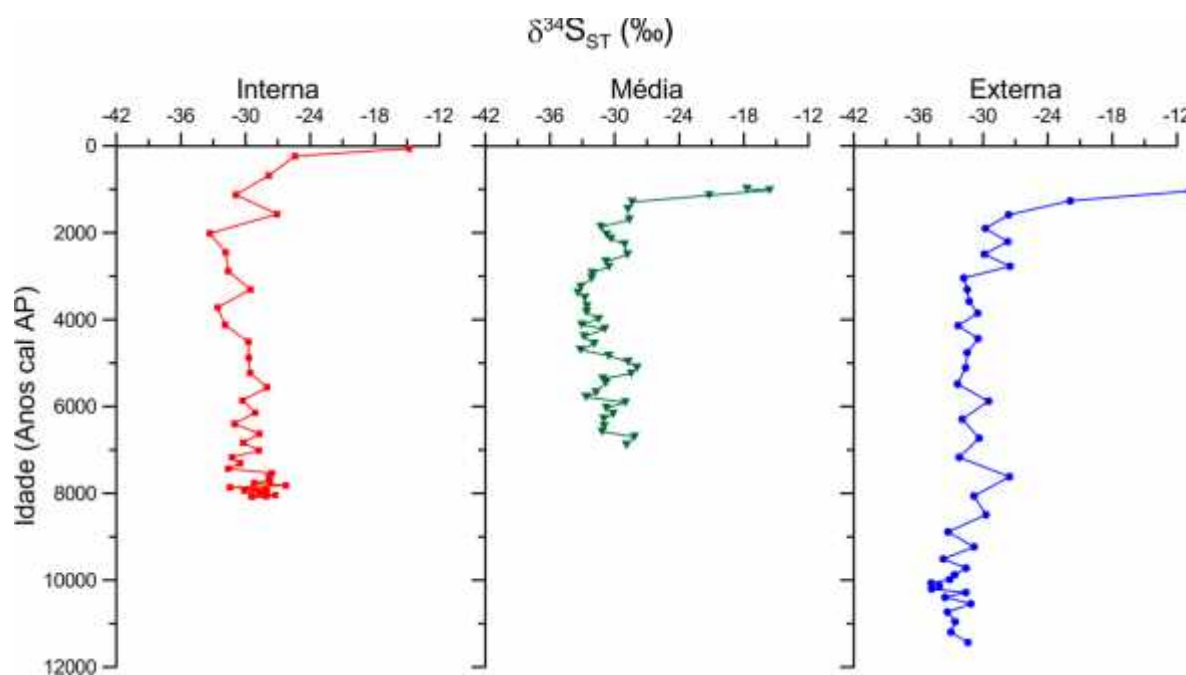 δ³⁴S_ST (‰)
Interna Média Externa
-42 -36 -30 -24 -18 -12 -42 -36 -30 -24 -18 -12 -42 -36 -30 -24 -18 -12
0
2000
4000
6000
8000
10000
12000
Idade (Anos cal AP)